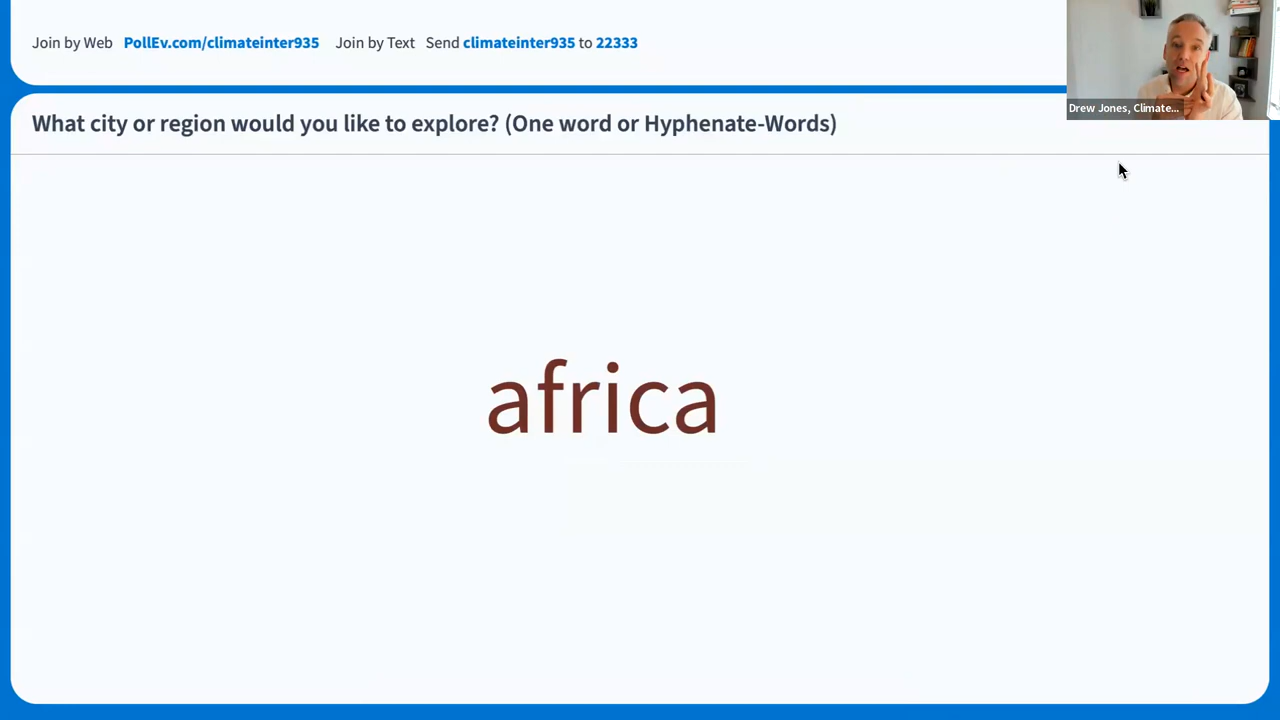 Join by Web PollEv.com/climateinter935 Join by Text Send climateinter935 to 22333
Drew Jones, Climate...
What city or region would you like to explore? (One word or Hyphenate-Words)
africa